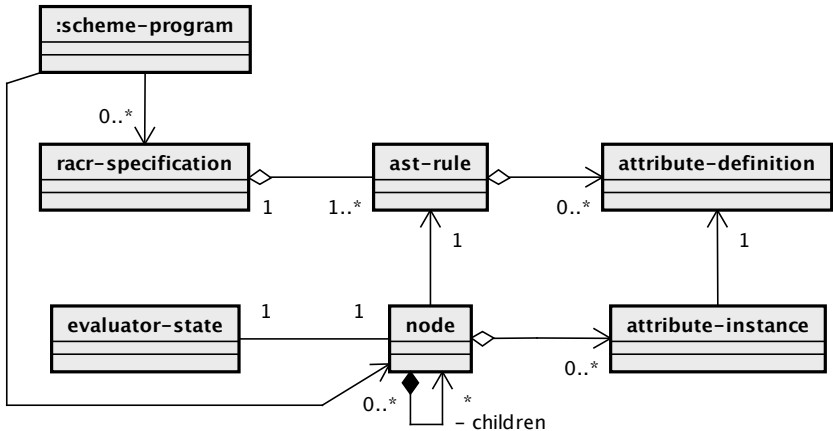 :scheme-program
0..*
racr-specification
ast-rule
attribute-definition
1
1..*
0..*
1
1
evaluator-state
1
1
node
attribute-instance
0..*
0..*
*
- children